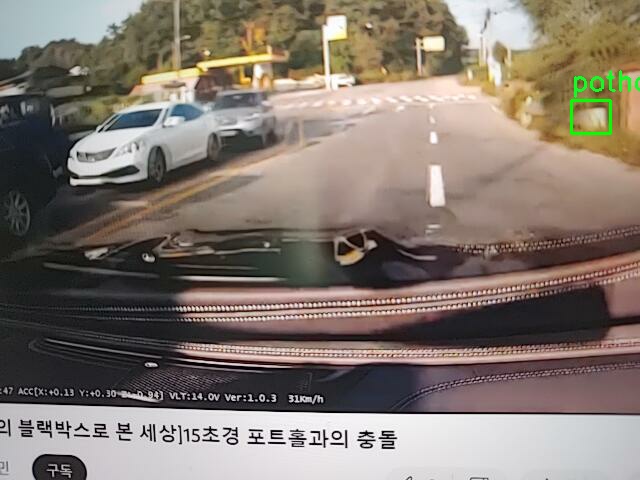 potho
:47 ACC[X:+0.13 Y:+0.30 Z:-0.94] VLT:14.0V Ver:1.0.3 31Km/h
의 블랙박스로 본 세상]15초경 포트홀과의 충돌
민 구독